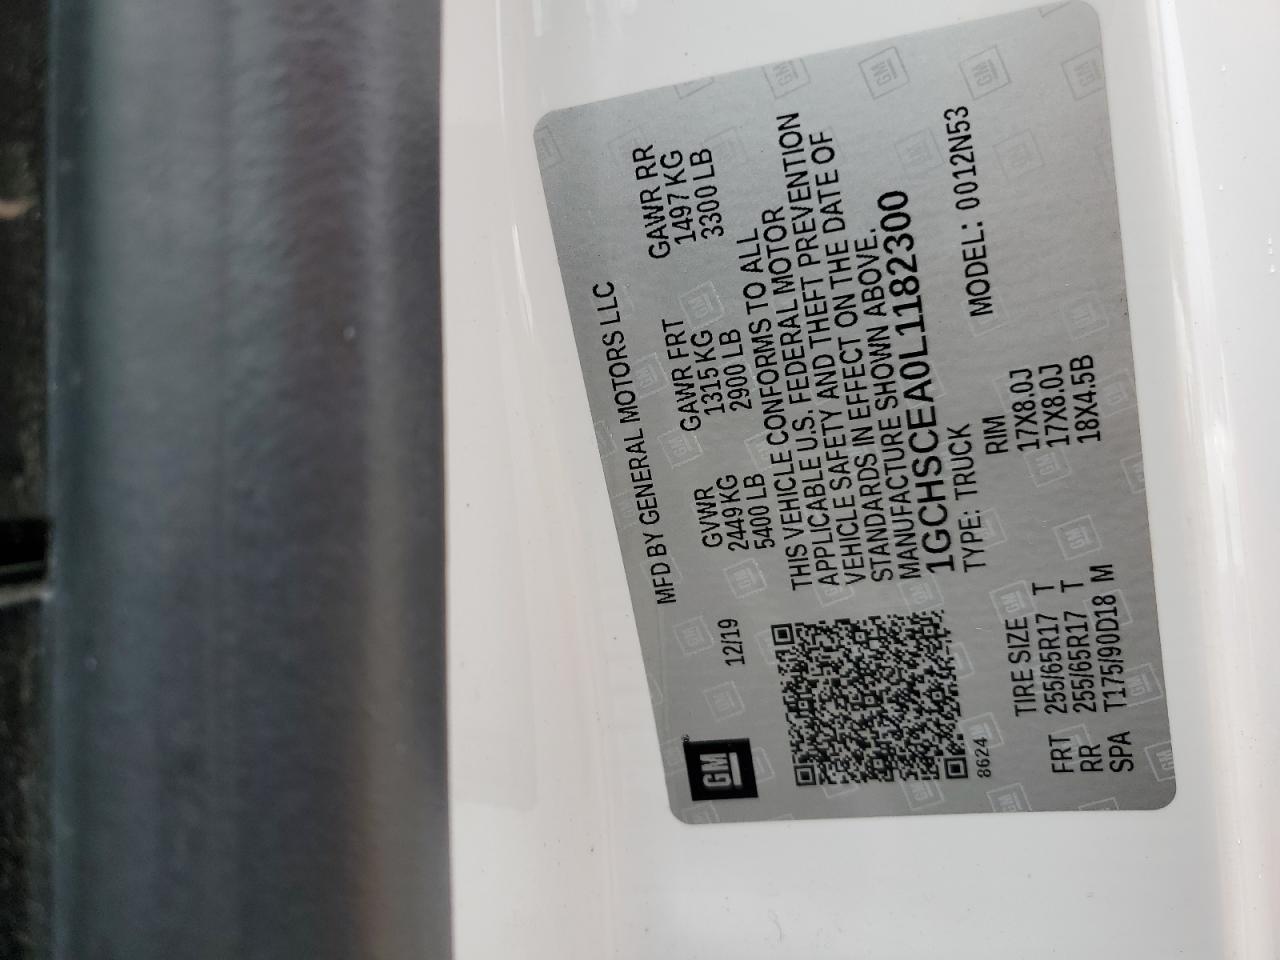 GM
MFD BY GENERAL MOTORS LLC
12/19
GVWR GAWR FRT GAWR RR
2449 KG 1315 KG 1497 KG
5400 LB 2900 LB 3300 LB
THIS VEHICLE CONFORMS TO ALL
APPLICABLE U.S. FEDERAL MOTOR
VEHICLE SAFETY AND THEFT PREVENTION
STANDARDS IN EFFECT ON THE DATE OF
MANUFACTURE SHOWN ABOVE.
1GCHSCEA0L1182300
TYPE: TRUCK MODEL: 0012N53
8624
TIRE SIZE RIM
FRT 255/65R17 T 17X8.0J
RR 255/65R17 T 17X8.0J
SPA T175/90D18 M 18X4.5B